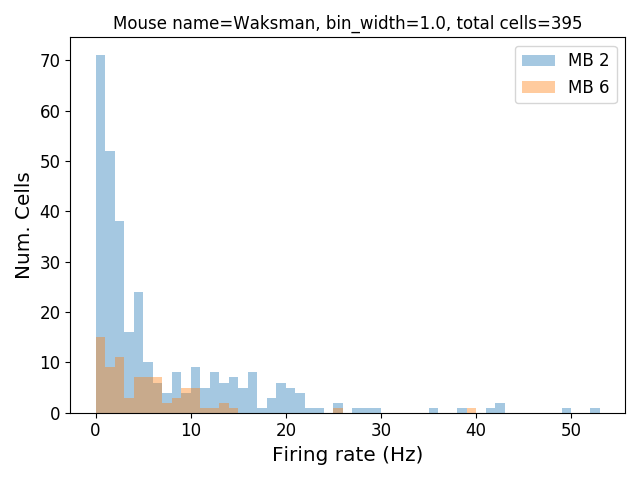 Mouse name=Waksman, bin_width=1.0, total cells=395
MB 2
MB 6
70
60
50
40
30
20
10
0
Num. Cells
0 10 20 30 40 50
Firing rate (Hz)